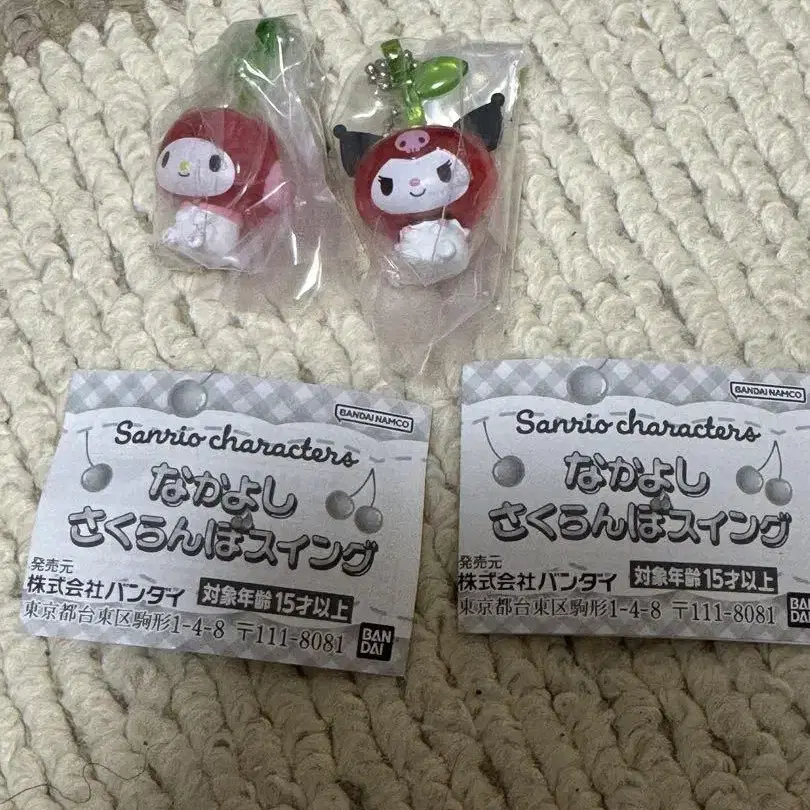 BANDAI NAMCO
Sanrio characters
なかよし
さくらんぼスイング
発売元
株式会社バンダイ 対象年齢15才以上
東京都台東区駒形1-4-8 〒111-8081
BAN
DAI
BANDAI NAMCO
Sanrio characters
なかよし
さくらんぼスイング
発売元
株式会社バンダイ 対象年齢15才以上
東京都台東区駒形1-4-8 〒111-8081
BAN
DAI